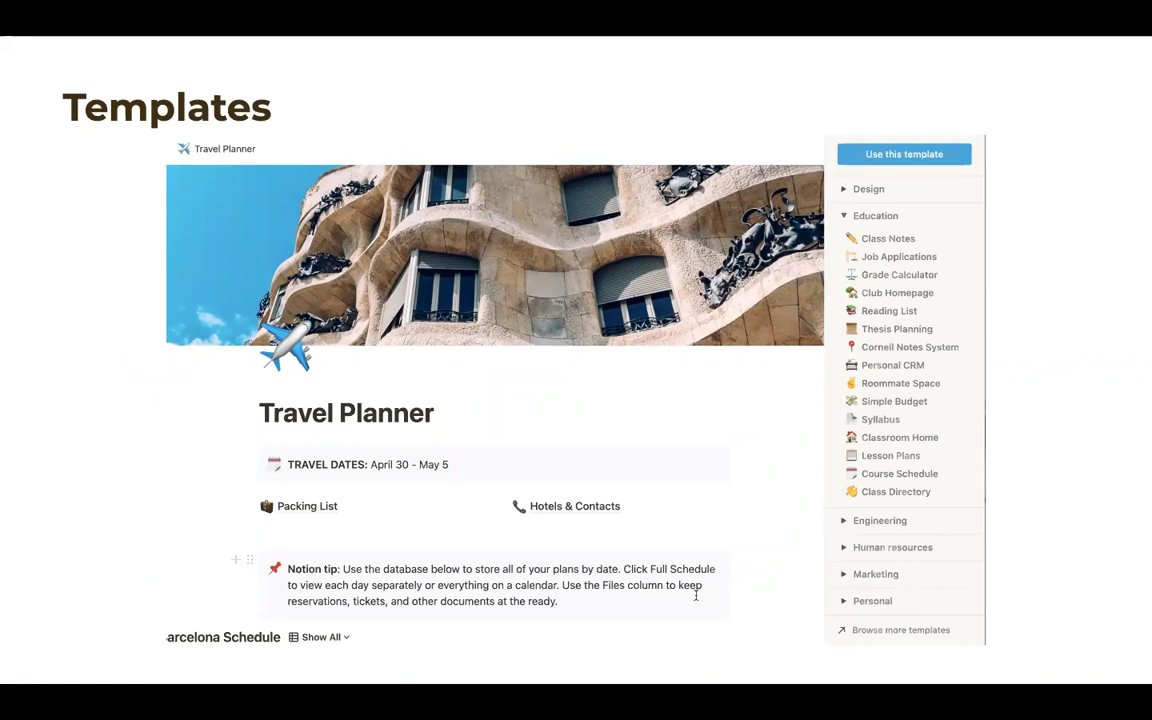 Templates
Travel Planner
Travel Planner
TRAVEL DATES: April 30 - May 5
Packing List
Hotels & Contacts
Notion tip: Use the database below to store all of your plans by date. Click Full Schedule
to view each day separately or everything on a calendar. Use the Files column to keep
reservations, tickets, and other documents at the ready.
arcelona Schedule
Show All
Use this template
Design
Education
Class Notes
Job Applications
Grade Calculator
Club Homepage
Reading List
Thesis Planning
Cornell Notes System
Personal CRM
Roommate Space
Simple Budget
Syllabus
Classroom Home
Lesson Plans
Course Schedule
Class Directory
Engineering
Human resources
Marketing
Personal
Browse more templates